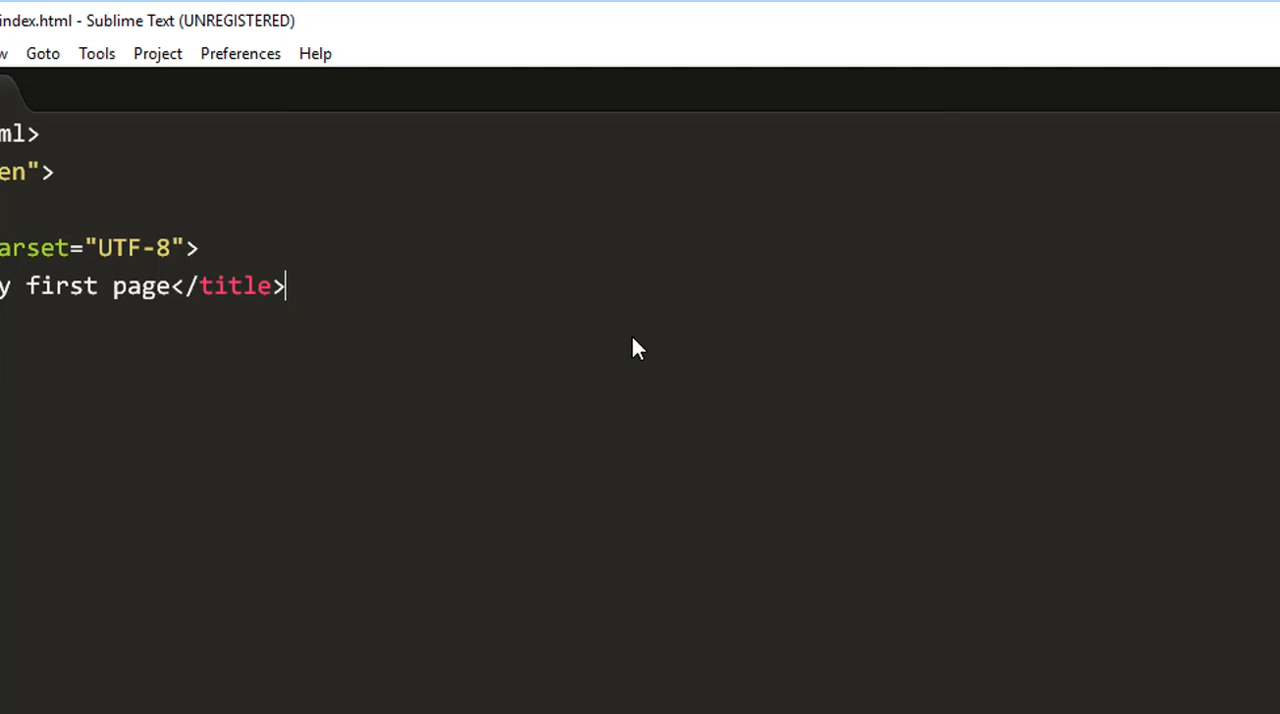 index.html - Sublime Text (UNREGISTERED)
w Goto Tools Project Preferences Help
ml>
en">
arset="UTF-8">
y first page</title>